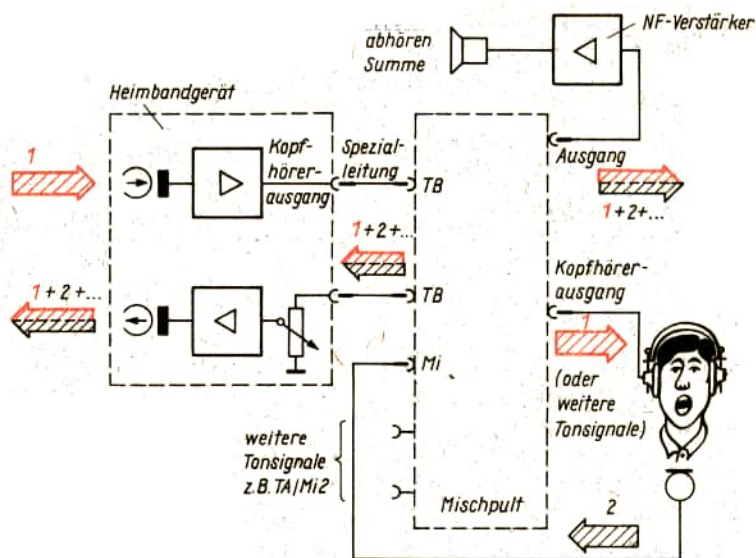 NF-Verstärker
abhören
Summe
Heimbandgerät
1
Kopf-
hörer-
ausgang
Spezial-
leitung
TB
Ausgang
1+2+...
1+2+...
1+2+...
TB
Kopfhörer-
ausgang
1
Mi
(oder
weitere
Tonsignale)
weitere
Tonsignale
z.B. TA/Mi2
Mischpult
2